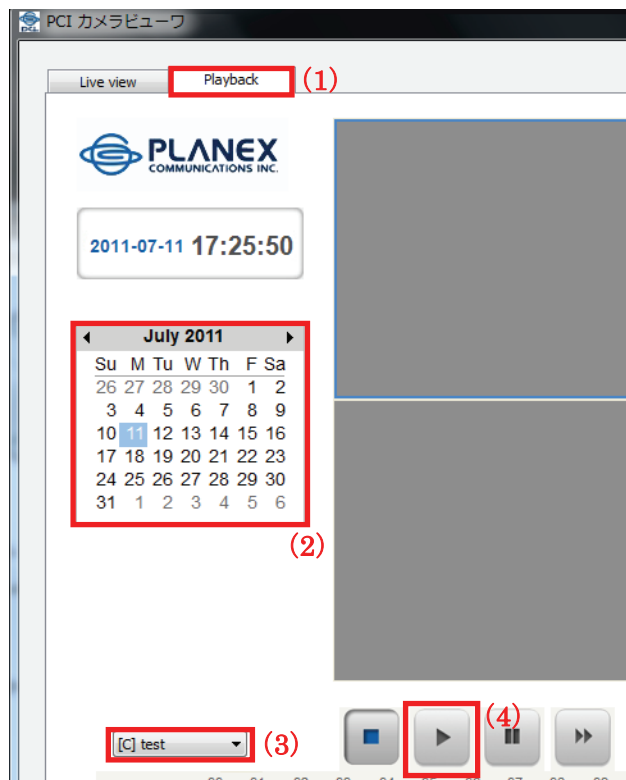 PCI カメラビューワ
Live view Playback (1)
PLANEX
COMMUNICATIONS INC.
2011-07-11 17:25:50
July 2011
Su M Tu W Th F Sa
26 27 28 29 30 1 2
3 4 5 6 7 8 9
10 11 12 13 14 15 16
17 18 19 20 21 22 23
24 25 26 27 28 29 30
31 1 2 3 4 5 6
(2)
(4)
[C] test (3)